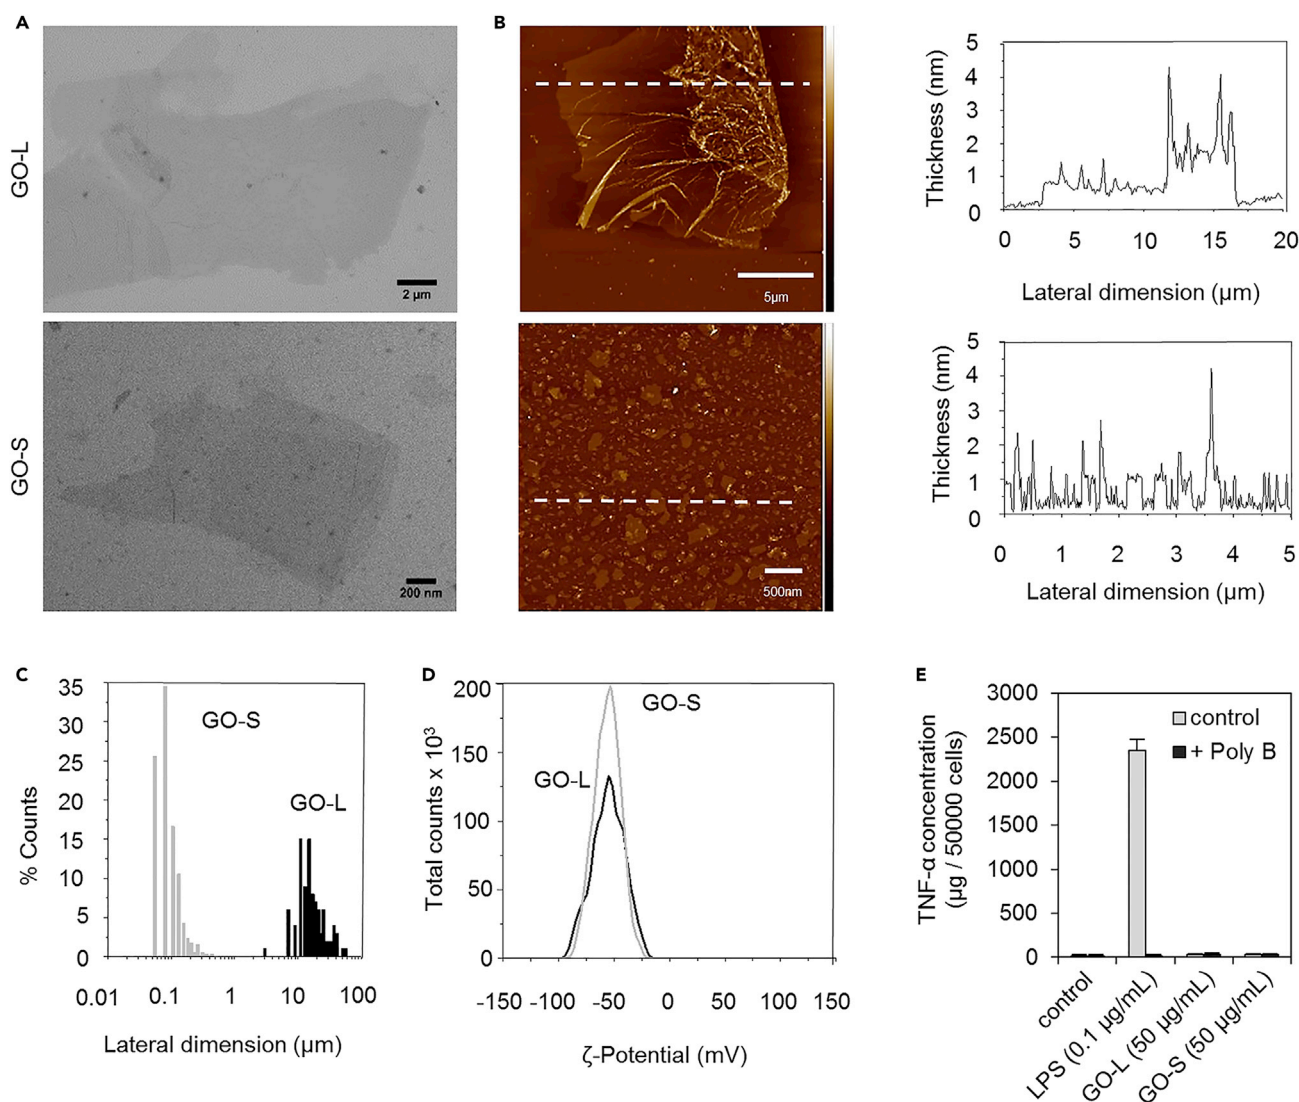 A
B
GO-L
2 µm
5µm
5
4
3
2
1
0
Thickness (nm)
0 5 10 15 20
Lateral dimension (µm)
GO-S
200 nm
500nm
5
4
3
2
1
0
Thickness (nm)
1 2 3 4 5
Lateral dimension (µm)
C
35
30
25
20
15
10
5
0
% Counts
GO-S
GO-L
0.01 0.1 1 10 100
Lateral dimension (µm)
D
200
150
100
50
0
Total counts x 10³
GO-S
GO-L
-150 -100 -50 0 50 100 150
ζ-Potential (mV)
E
3000
2500
2000
1500
1000
500
0
TNF-α concentration
(µg / 50000 cells)
control
+ Poly B
control
LPS (0.1 µg/mL)
GO-L (50 µg/mL)
GO-S (50 µg/mL)